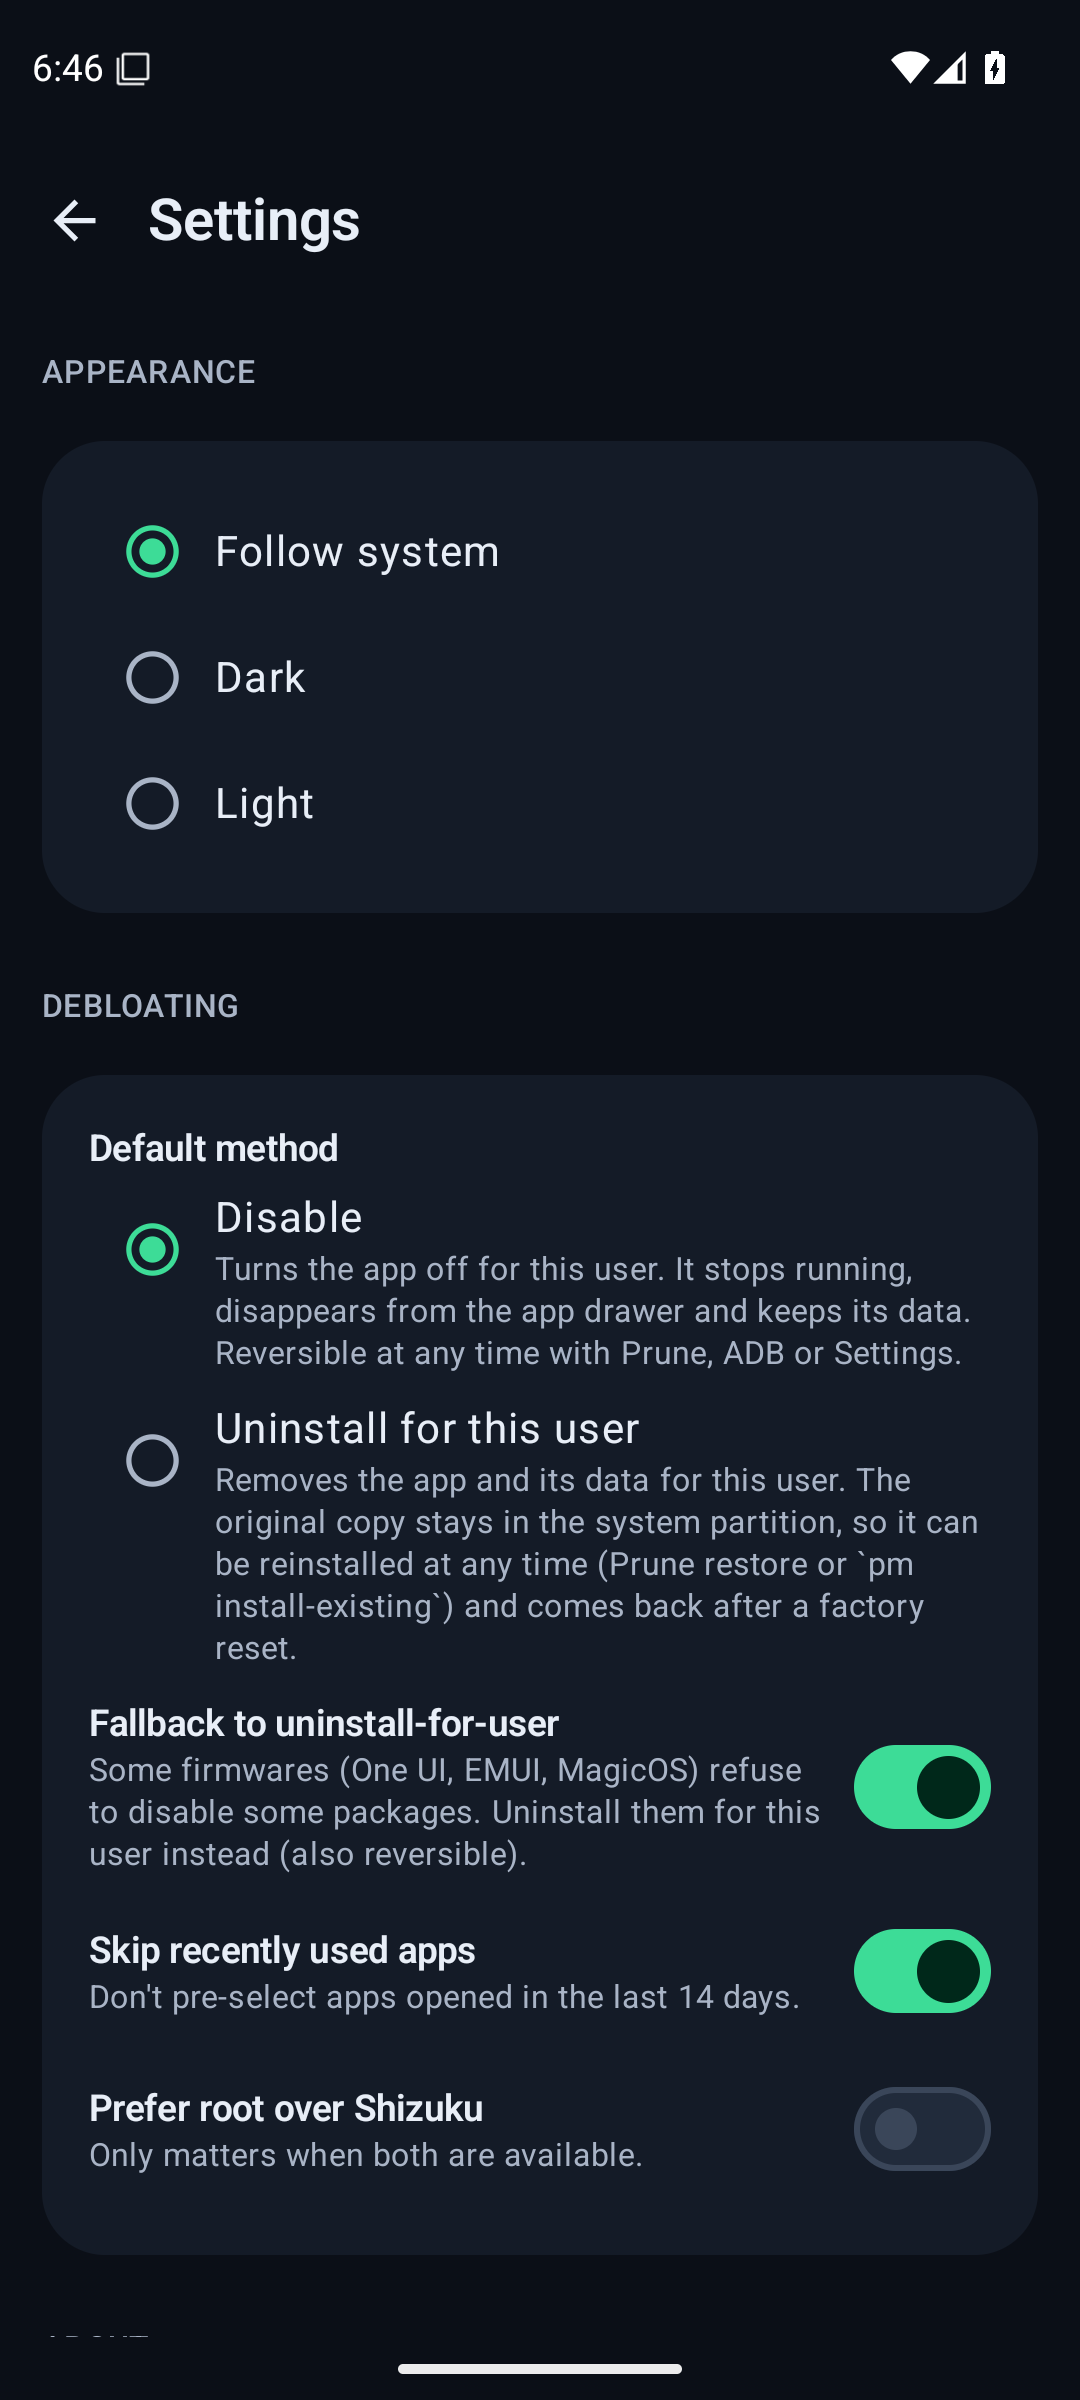 6:46
Settings
APPEARANCE
Follow system
Dark
Light
DEBLOATING
Default method
Disable
Turns the app off for this user. It stops running,
disappears from the app drawer and keeps its data.
Reversible at any time with Prune, ADB or Settings.
Uninstall for this user
Removes the app and its data for this user. The
original copy stays in the system partition, so it can
be reinstalled at any time (Prune restore or `pm
install-existing`) and comes back after a factory
reset.
Fallback to uninstall-for-user
Some firmwares (One UI, EMUI, MagicOS) refuse
to disable some packages. Uninstall them for this
user instead (also reversible).
Skip recently used apps
Don't pre-select apps opened in the last 14 days.
Prefer root over Shizuku
Only matters when both are available.